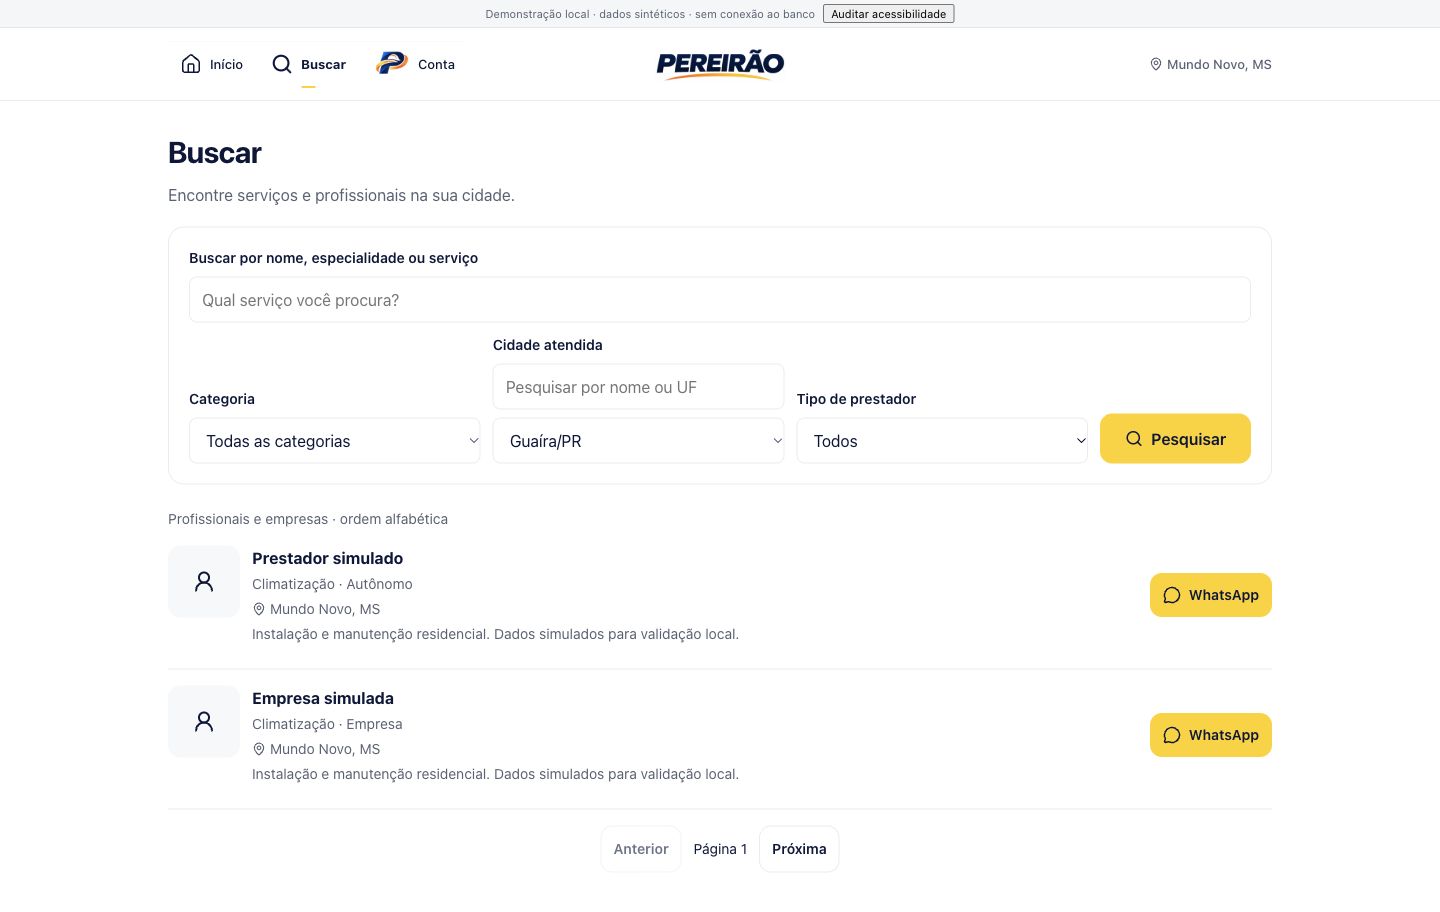 Demonstração local · dados sintéticos · sem conexão ao banco Auditar acessibilidade
Início Buscar Conta PEREIRÃO Mundo Novo, MS
Buscar
Encontre serviços e profissionais na sua cidade.
Buscar por nome, especialidade ou serviço
Qual serviço você procura?
Cidade atendida
Pesquisar por nome ou UF
Categoria Tipo de prestador
Todas as categorias Guaíra/PR Todos Pesquisar
Profissionais e empresas · ordem alfabética
Prestador simulado
Climatização · Autônomo
Mundo Novo, MS
WhatsApp
Instalação e manutenção residencial. Dados simulados para validação local.
Empresa simulada
Climatização · Empresa
Mundo Novo, MS
WhatsApp
Instalação e manutenção residencial. Dados simulados para validação local.
Anterior Página 1 Próxima